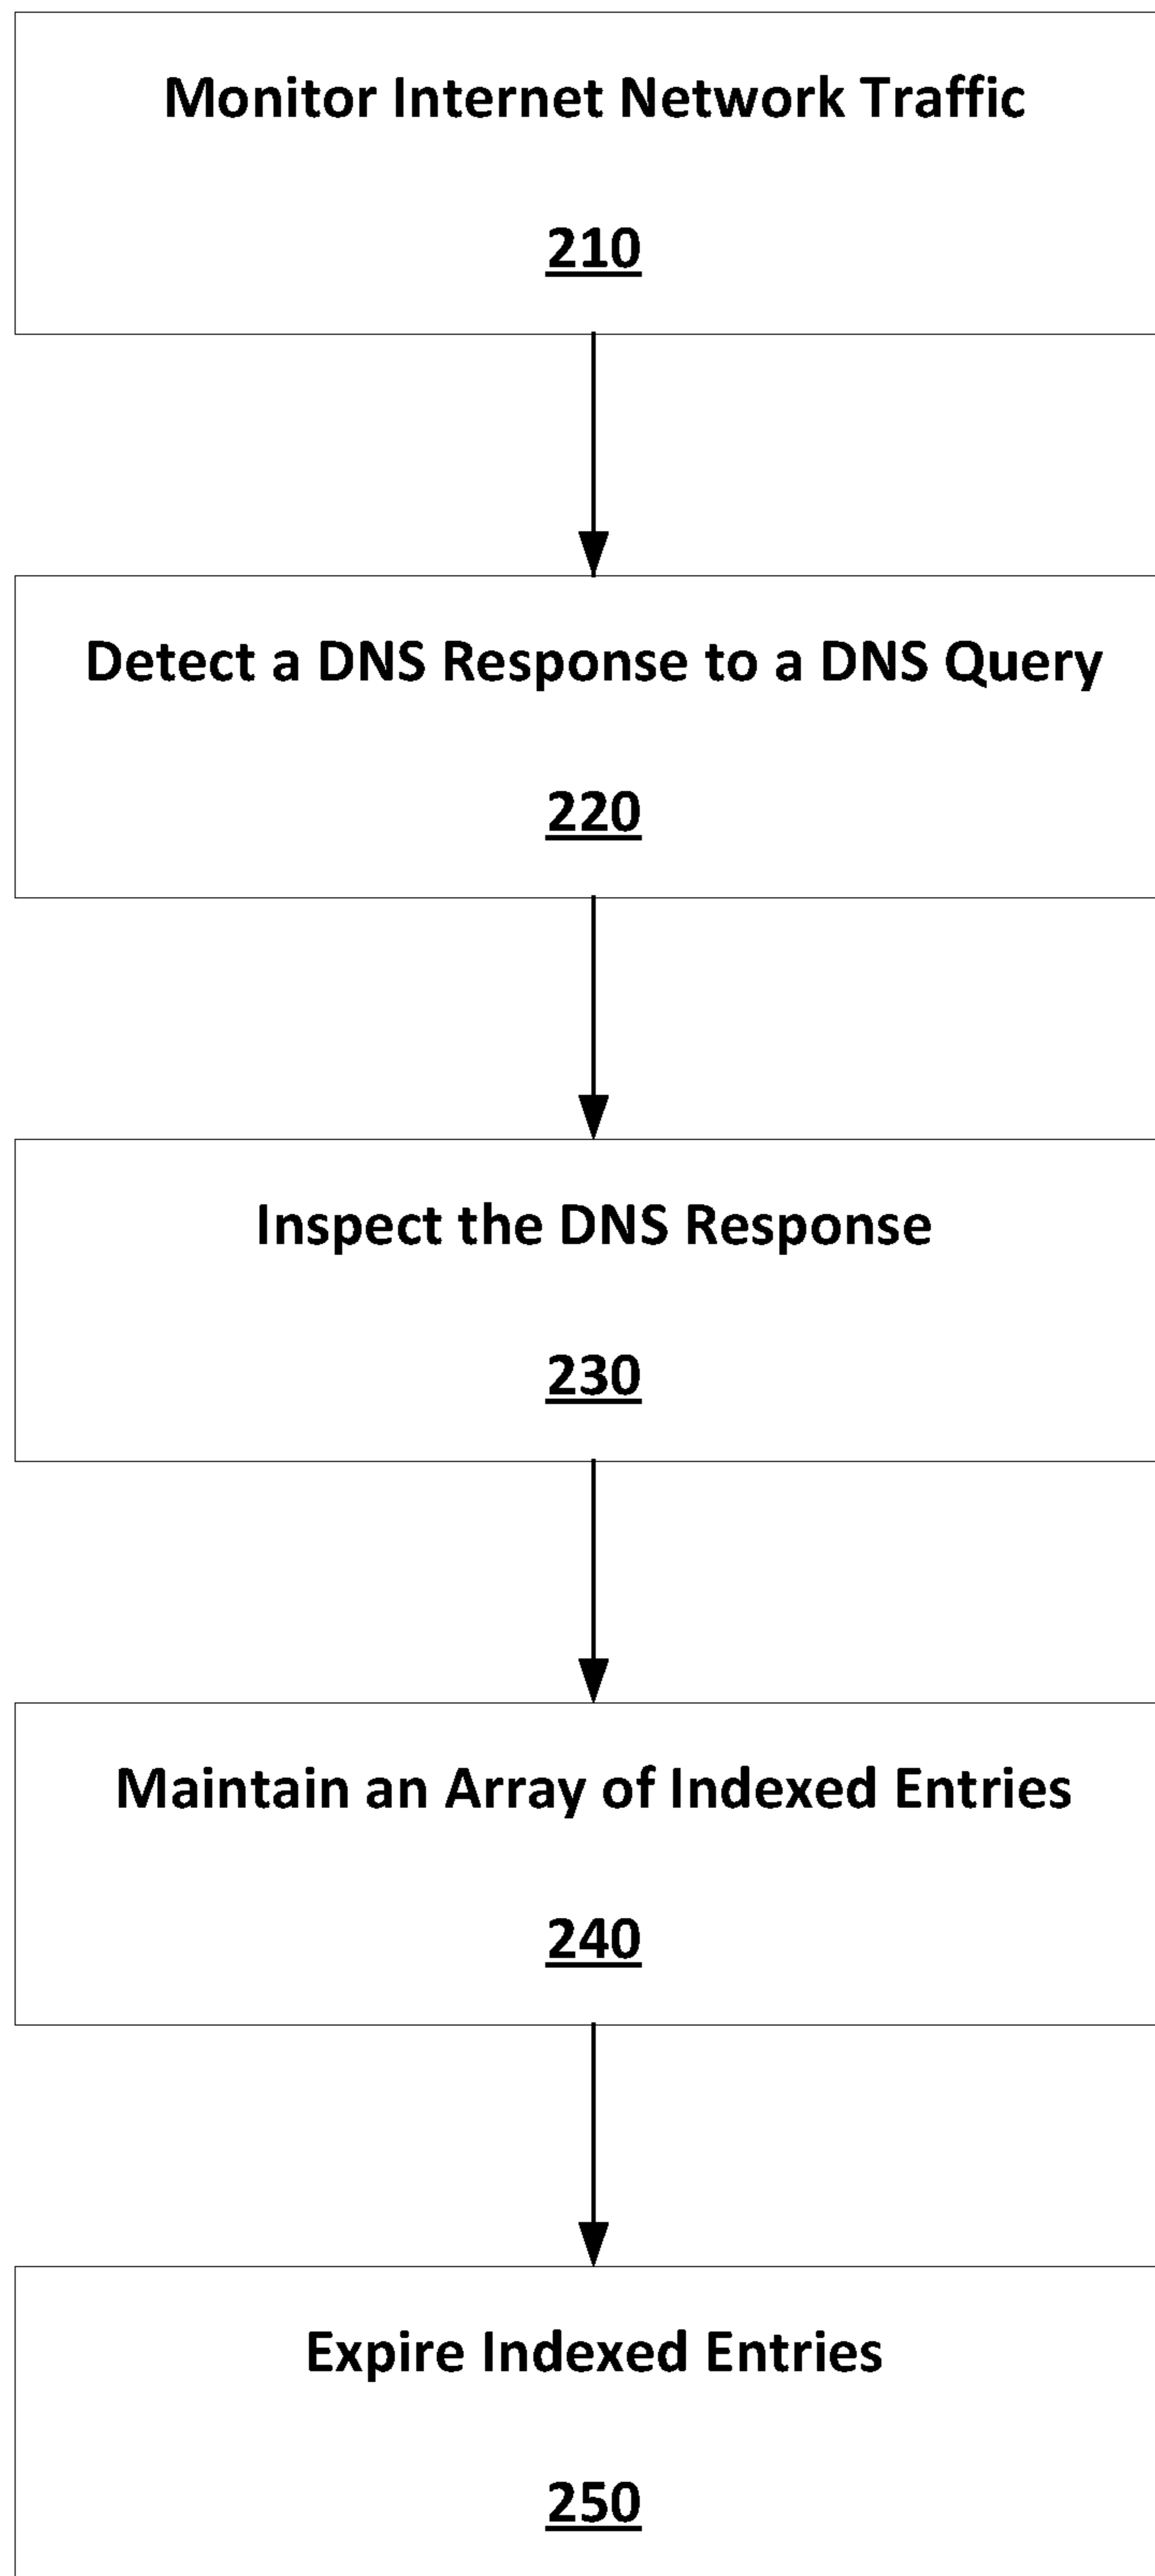 Monitor Internet Network Traffic
210
Detect a DNS Response to a DNS Query
220
Inspect the DNS Response
230
Maintain an Array of Indexed Entries
240
Expire Indexed Entries
250